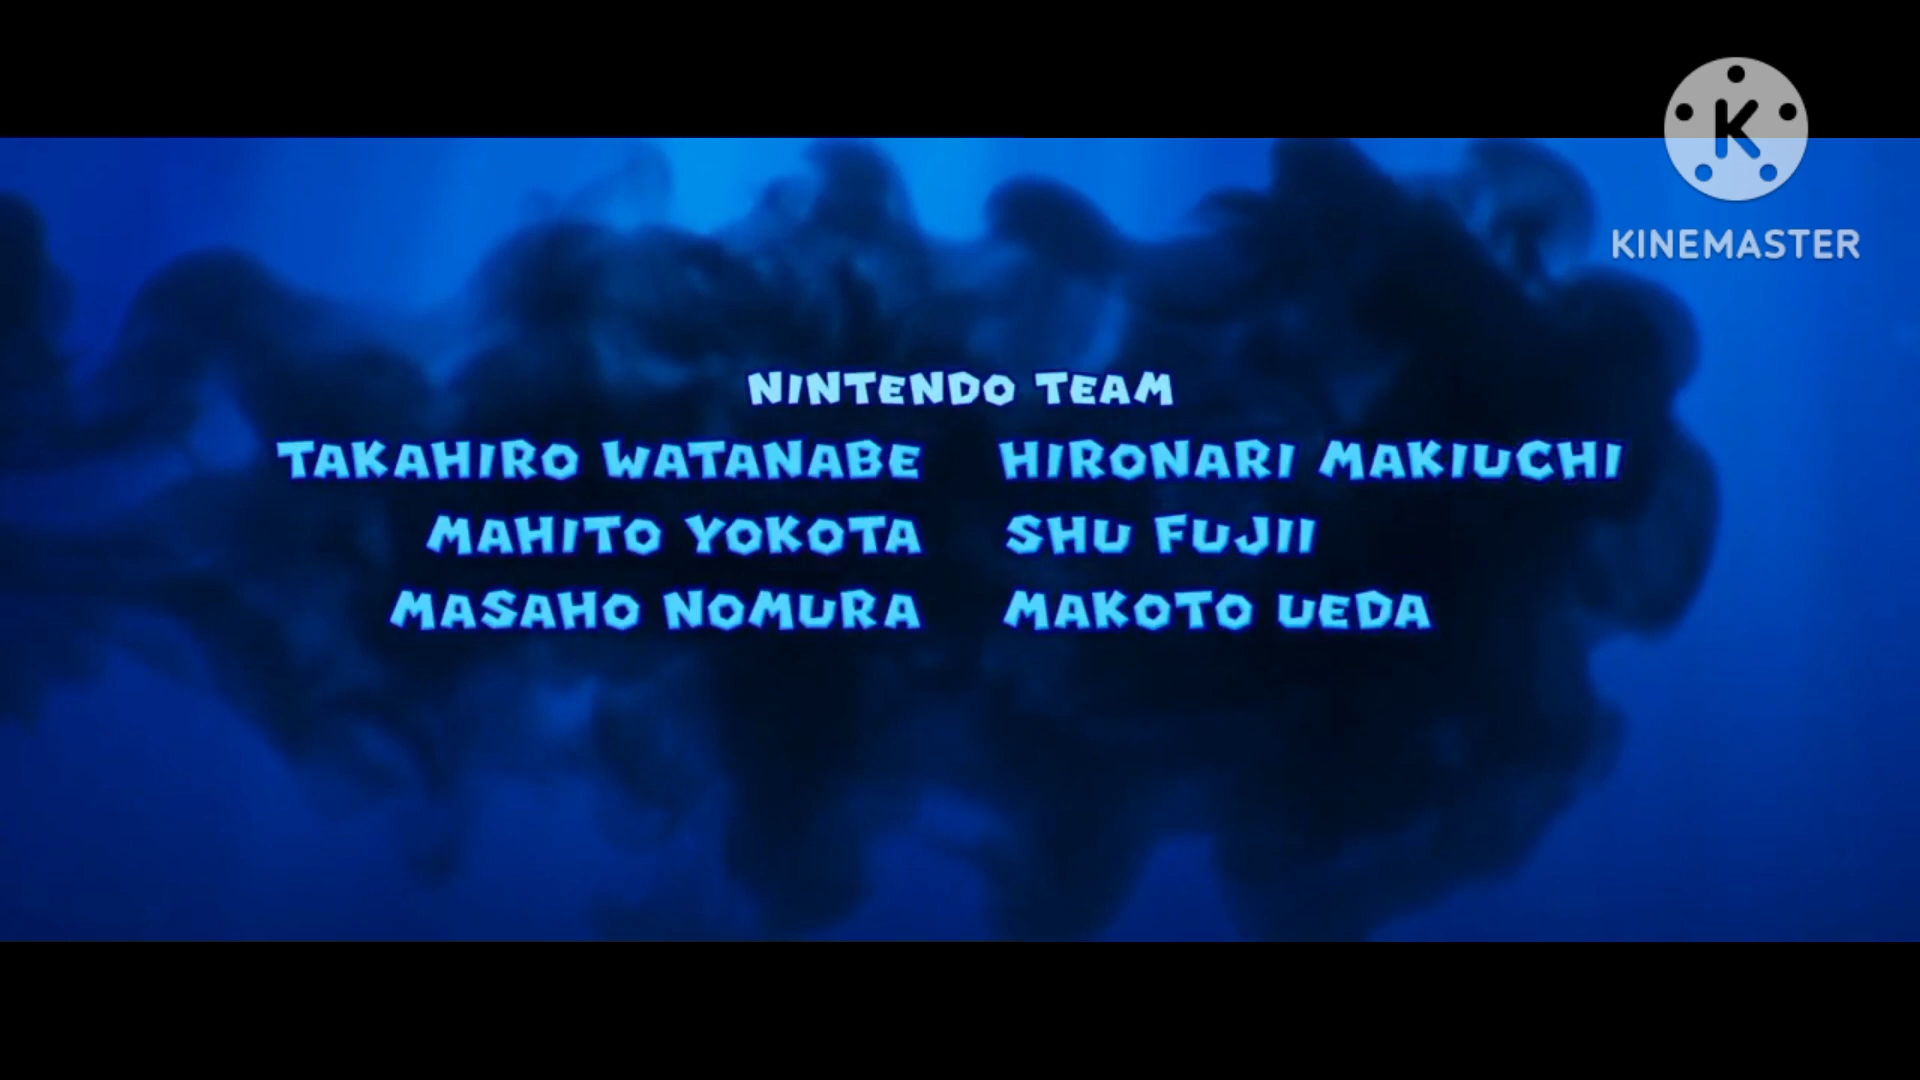 K
KINEMASTER
NINTENDO TEAM
TAKAHIRO WATANABE HIRONARI MAKIUCHI
MAHITO YOKOTA SHU FUJII
MASAHO NOMURA MAKOTO UEDA